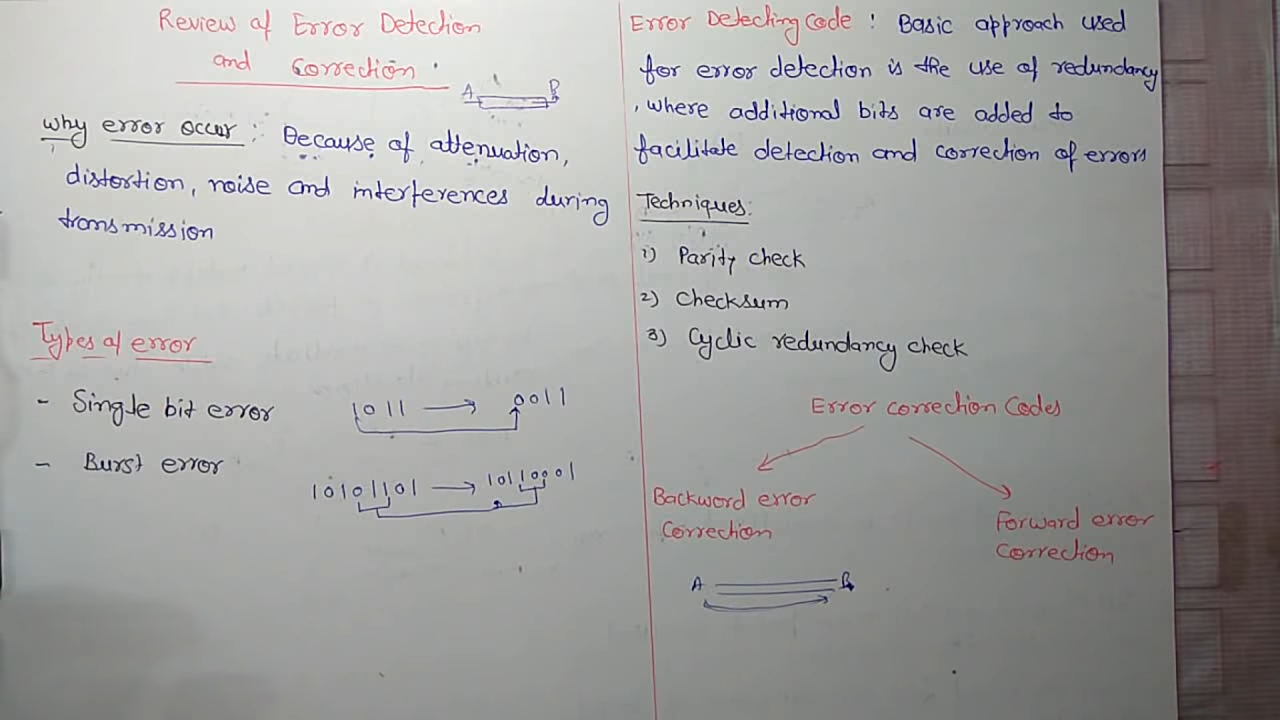 Review of Error Detection
and Correction
A B
Why error occur : Because of attenuation,
distortion, noise and interferences during
transmission
Types of error
- Single bit error 1011 → 0011
- Burst error
10101101 → 10110001
Error Detecting Code : Basic approach used
for error detection is the use of redundancy
, where additional bits are added to
facilitate detection and correction of errors
Techniques:
1) Parity check
2) Checksum
3) Cyclic redundancy check
Error correction Codes
Backword error
Correction
Forward error
Correction
A B